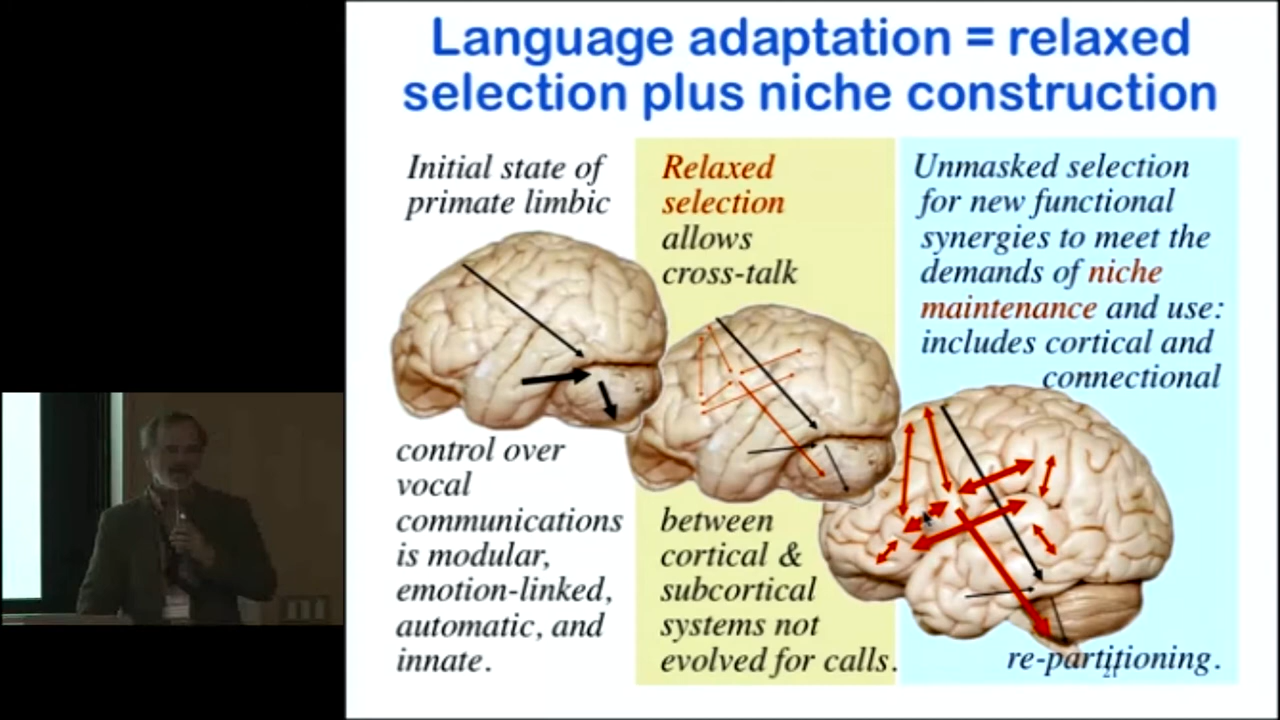 Language adaptation = relaxed
selection plus niche construction
Initial state of
primate limbic
control over
vocal
communications
is modular,
emotion-linked,
automatic, and
innate.
Relaxed
selection
allows
cross-talk
between
cortical &
subcortical
systems not
evolved for calls.
Unmasked selection
for new functional
synergies to meet the
demands of niche
maintenance and use:
includes cortical and
connectional
re-partitioning.
21